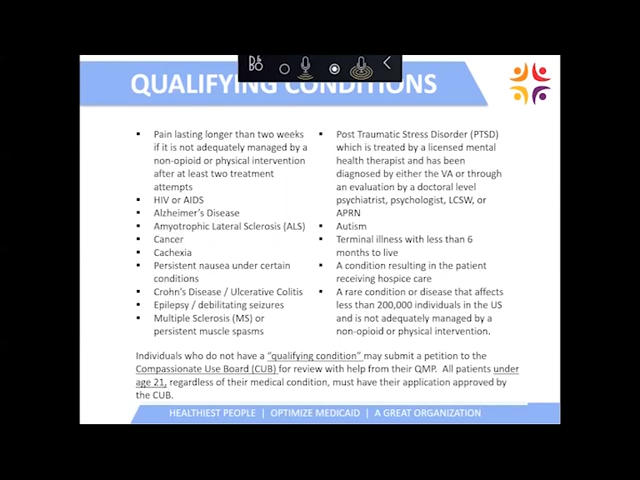 DE
BO
QUALIFYING CONDITIONS
▪ Pain lasting longer than two weeks
if it is not adequately managed by a
non-opioid or physical intervention
after at least two treatment
attempts
▪ HIV or AIDS
▪ Alzheimer's Disease
▪ Amyotrophic Lateral Sclerosis (ALS)
▪ Cancer
▪ Cachexia
▪ Persistent nausea under certain
conditions
▪ Crohn's Disease / Ulcerative Colitis
▪ Epilepsy / debilitating seizures
▪ Multiple Sclerosis (MS) or
persistent muscle spasms
▪ Post Traumatic Stress Disorder (PTSD)
which is treated by a licensed mental
health therapist and has been
diagnosed by either the VA or through
an evaluation by a doctoral level
psychiatrist, psychologist, LCSW, or
APRN
▪ Autism
▪ Terminal illness with less than 6
months to live
▪ A condition resulting in the patient
receiving hospice care
▪ A rare condition or disease that affects
less than 200,000 individuals in the US
and is not adequately managed by a
non-opioid or physical intervention.
Individuals who do not have a "qualifying condition" may submit a petition to the
Compassionate Use Board (CUB) for review with help from their QMP. All patients under
age 21, regardless of their medical condition, must have their application approved by
the CUB.
HEALTHIEST PEOPLE | OPTIMIZE MEDICAID | A GREAT ORGANIZATION